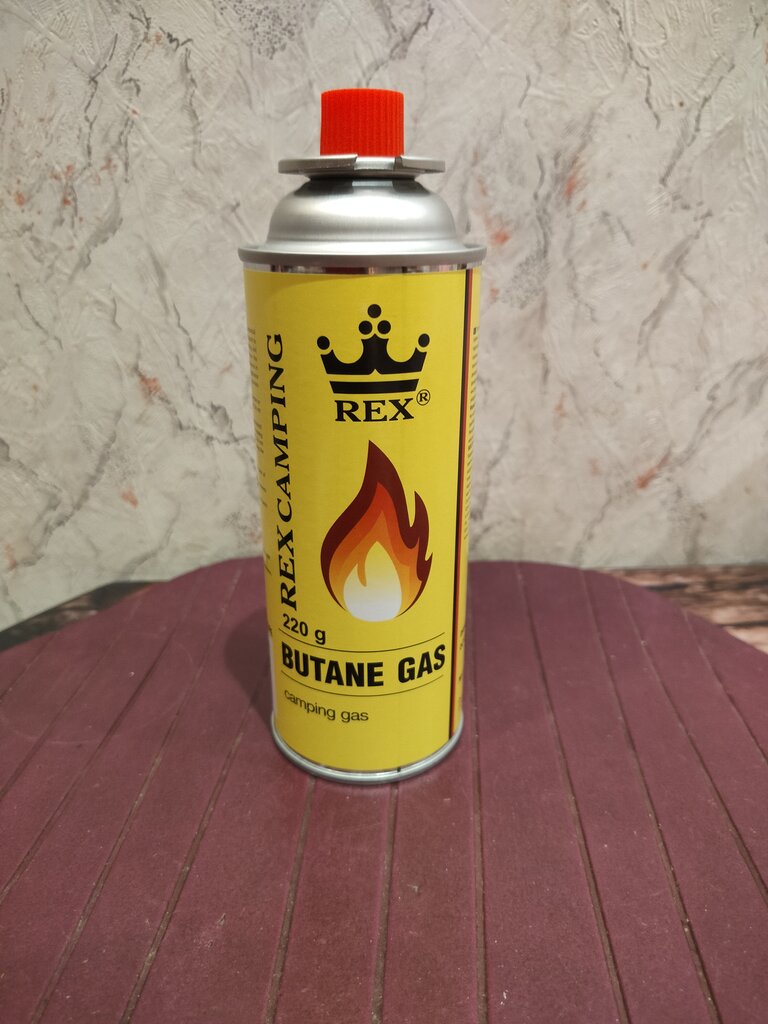 REX®
REX CAMPING
220 g
BUTANE GAS
camping gas